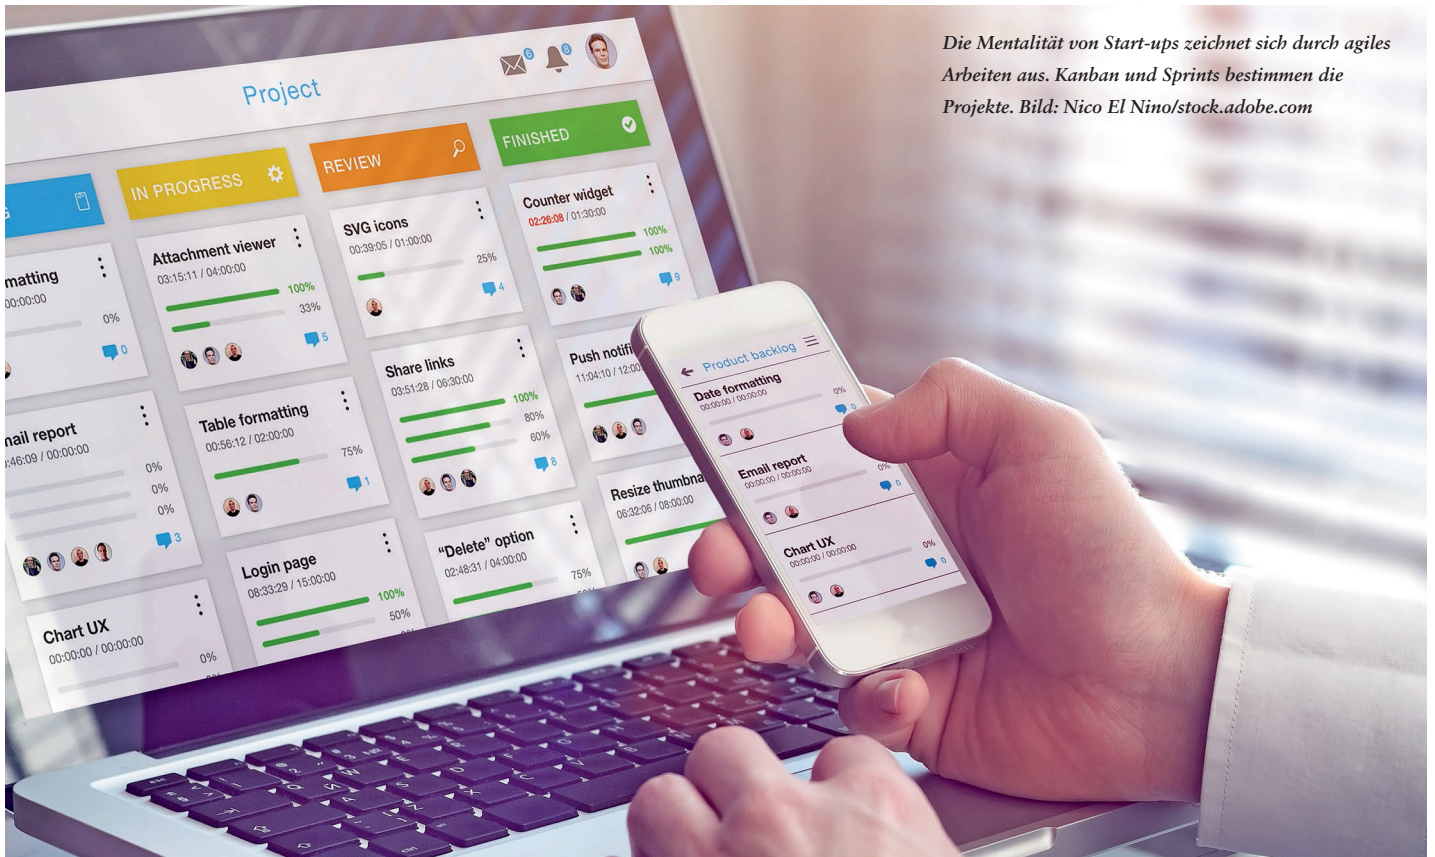 Die Mentalität von Start-ups zeichnet sich durch agiles
Arbeiten aus. Kanban und Sprints bestimmen die
Projekte. Bild: Nico El Nino/stock.adobe.com
Project
6
8
IN PROGRESS
Attachment viewer
03:15:11 / 04:00:00
100%
33%
5
Table formatting
00:56:12 / 02:00:00
75%
1
Login page
08:33:29 / 15:00:00
100%
50%
REVIEW
SVG icons
00:39:05 / 01:00:00
25%
4
Share links
03:51:28 / 06:30:00
100%
80%
60%
8
“Delete” option
02:48:31 / 04:00:00
75%
FINISHED
Counter widget
02:26:08 / 01:30:00
100%
100%
9
Push notifi
11:04:10 / 12:00
Resize thumbna
06:32:06 / 08:00:00
G
matting
00:00:00
0%
0
mail report
:46:09 / 00:00:00
0%
0%
0%
3
Chart UX
00:00:00 / 00:00:00
0%
Product backlog
Date formatting
00:00:00 / 00:00:00
0%
0
Email report
00:00:00 / 00:00:00
0%
0
Chart UX
00:00:00 / 00:00:00
0%
0